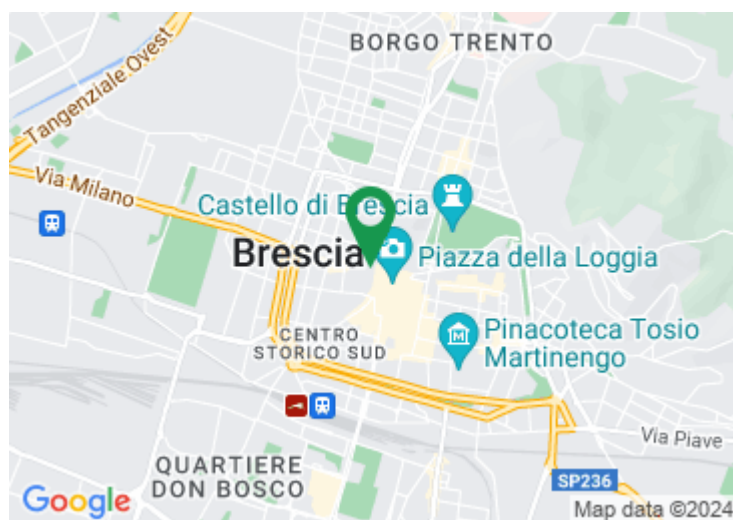 BORGO TRENTO
Tangenziale Ovest
Via Milano
Castello di Brescia
Brescia
Piazza della Loggia
CENTRO
STORICO SUD
Pinacoteca Tosio
Martinengo
Via Piave
QUARTIERE
DON BOSCO
SP236
Google
Map data ©2024